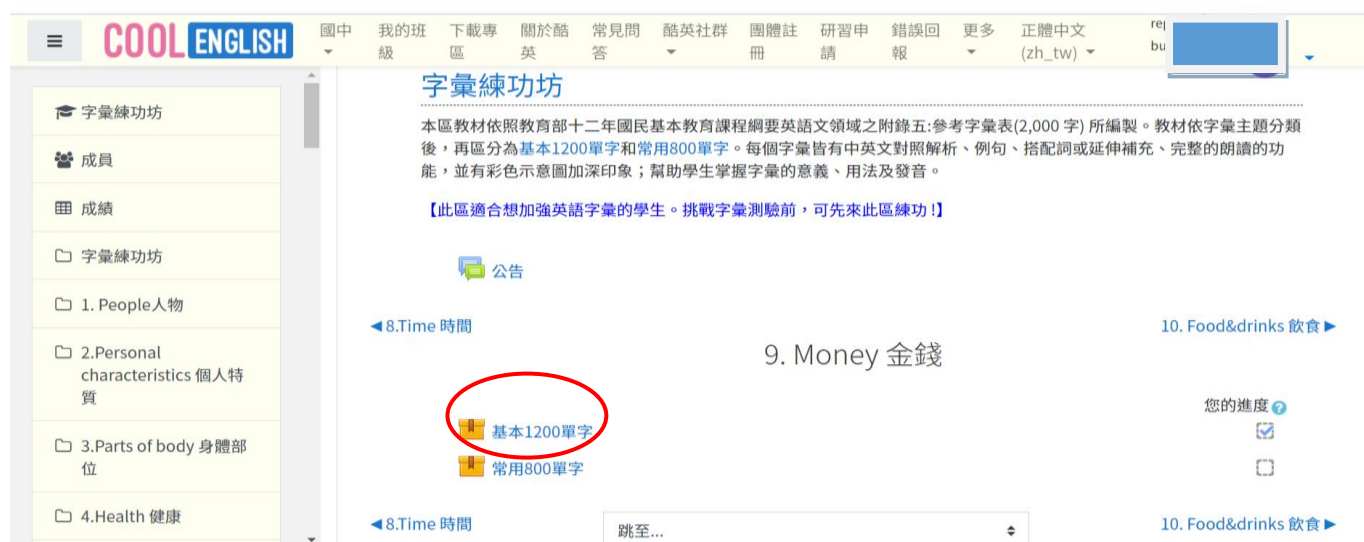 COOL ENGLISH
國中 我的班級 下載專區 關於酷英 常見問答 酷英社群 團體註冊 研習申請 錯誤回報 更多 正體中文 (zh_tw)
字彙練功坊
成員
成績
字彙練功坊
1. People人物
2.Personal
characteristics 個人特
質
3.Parts of body 身體部
位
4.Health 健康
字彙練功坊
本區教材依照教育部十二年國民基本教育課程綱要英語文領域之附錄五:參考字彙表(2,000 字) 所編製。教材依字彙主題分類
後，再區分為基本1200單字和常用800單字。每個字彙皆有中英文對照解析、例句、搭配詞或延伸補充、完整的朗讀的功
能，並有彩色示意圖加深印象；幫助學生掌握字彙的意義、用法及發音。
【此區適合想加強英語字彙的學生。挑戰字彙測驗前，可先來此區練功!】
公告
◀8.Time 時間
10. Food&drinks 飲食▶
9. Money 金錢
您的進度
基本1200單字
常用800單字
◀8.Time 時間
跳至...
10. Food&drinks 飲食▶